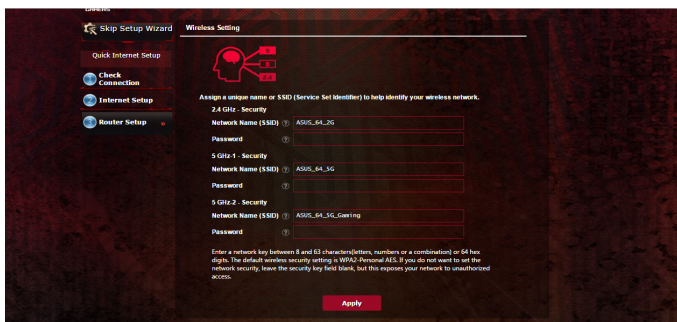 GAMERS
Skip Setup Wizard
Wireless Setting
Quick Internet Setup
Check
Connection
Internet Setup
Router Setup »
2.4
Assign a unique name or SSID (Service Set Identifier) to help identify your wireless network.
2.4 GHz - Security
Network Name (SSID) ? ASUS_64_2G
Password ?
5 GHz-1 - Security
Network Name (SSID) ? ASUS_64_5G
Password ?
5 GHz-2 - Security
Network Name (SSID) ? ASUS_64_5G_Gaming
Password ?
Enter a network key between 8 and 63 characters(letters, numbers or a combination) or 64 hex
digits. The default wireless security setting is WPA2-Personal AES. If you do not want to set the
network security, leave the security key field blank, but this exposes your network to unauthorized
access.
Apply